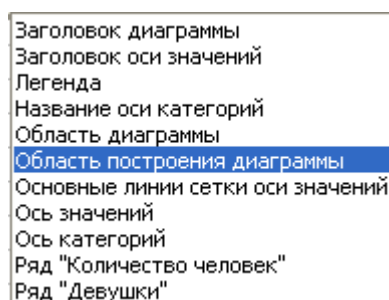 Заголовок диаграммы
Заголовок оси значений
Легенда
Название оси категорий
Область диаграммы
Область построения диаграммы
Основные линии сетки оси значений
Ось значений
Ось категорий
Ряд "Количество человек"
Ряд "Девушки"